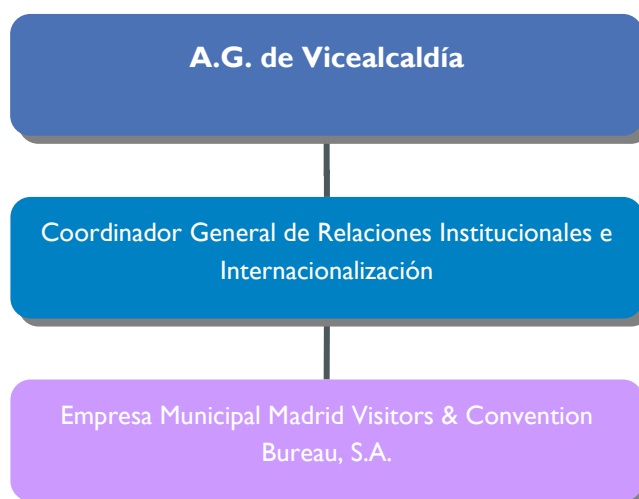 A.G. de Vicealcaldía
Coordinador General de Relaciones Institucionales e
Internacionalización
Empresa Municipal Madrid Visitors & Convention
Bureau, S.A.